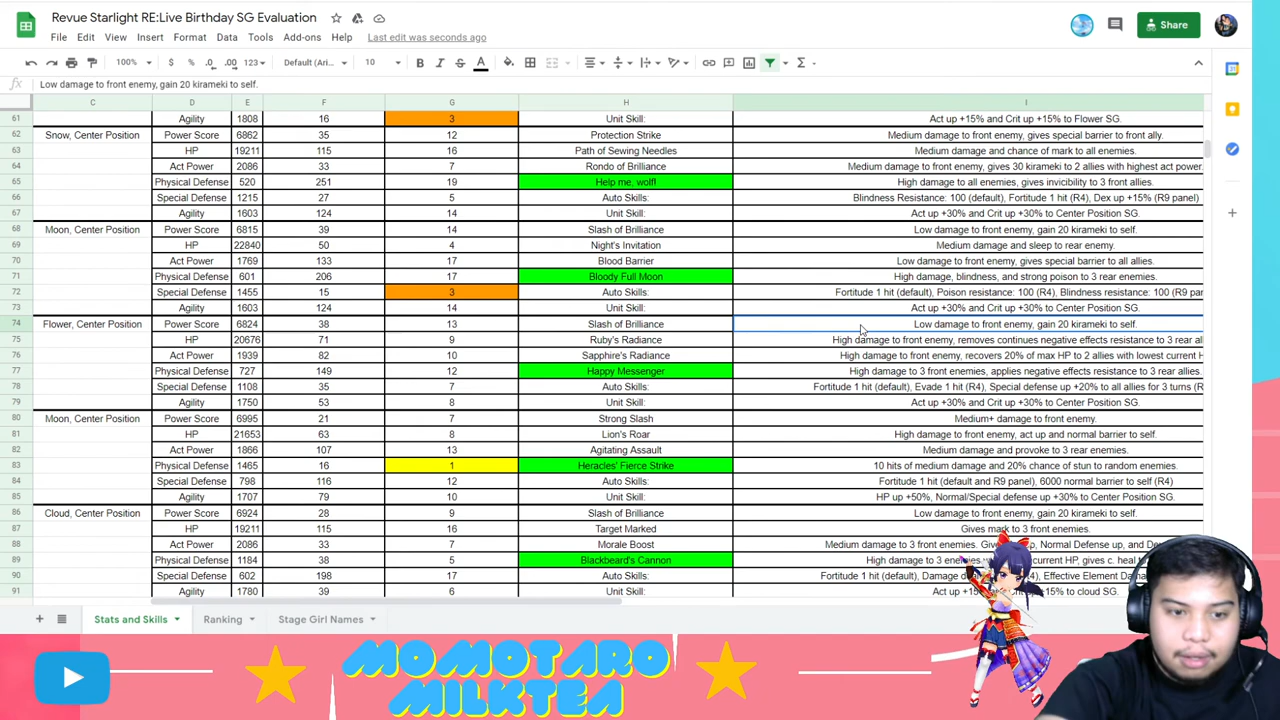 Revue Starlight RE:Live Birthday SG Evaluation
File Edit View Insert Format Data Tools Add-ons Help Last edit was seconds ago
Share
100% $ % .0 .00 123 Default (Ari... 10 B I S A
fx Low damage to front enemy, gain 20 kirameki to self.
C D E F G H I
61 Agility 1808 16 3 Unit Skill: Act up +15% and Crit up +15% to Flower SG.
62 Snow, Center Position Power Score 6862 35 12 Protection Strike Medium damage to front enemy, gives special barrier to front ally.
63 HP 19211 115 16 Path of Sewing Needles Medium damage and chance of mark to all enemies.
64 Act Power 2086 33 7 Rondo of Brilliance Medium damage to front enemy, gives 30 kirameki to 2 allies with highest act power.
65 Physical Defense 520 251 19 Help me, wolf! High damage to all enemies, gives invicibility to 3 front allies.
66 Special Defense 1215 27 5 Auto Skills: Blindness Resistance: 100 (default), Fortitude 1 hit (R4), Dex up +15% (R9 panel)
67 Agility 1603 124 14 Unit Skill: Act up +30% and Crit up +30% to Center Position SG.
68 Moon, Center Position Power Score 6815 39 14 Slash of Brilliance Low damage to front enemy, gain 20 kirameki to self.
69 HP 22840 50 4 Night's Invitation Medium damage and sleep to rear enemy.
70 Act Power 1769 133 17 Blood Barrier Low damage to front enemy, gives special barrier to all allies.
71 Physical Defense 601 206 17 Bloody Full Moon High damage, blindness, and strong poison to 3 rear enemies.
72 Special Defense 1455 15 3 Auto Skills: Fortitude 1 hit (default), Poison resistance: 100 (R4), Blindness resistance: 100 (R9 par
73 Agility 1603 124 14 Unit Skill: Act up +30% and Crit up +30% to Center Position SG.
74 Flower, Center Position Power Score 6824 38 13 Slash of Brilliance Low damage to front enemy, gain 20 kirameki to self.
75 HP 20676 71 9 Ruby's Radiance High damage to front enemy, removes continues negative effects resistance to 3 rear all
76 Act Power 1939 82 10 Sapphire's Radiance High damage to front enemy, recovers 20% of max HP to 2 allies with lowest current H
77 Physical Defense 727 149 12 Happy Messenger High damage to 3 front enemies, applies negative effects resistance to 3 rear allies.
78 Special Defense 1108 35 7 Auto Skills: Fortitude 1 hit (default), Evade 1 hit (R4), Special defense up +20% to all allies for 3 turns (R
79 Agility 1750 53 8 Unit Skill: Act up +30% and Crit up +30% to Center Position SG.
80 Moon, Center Position Power Score 6995 21 7 Strong Slash Medium+ damage to front enemy.
81 HP 21653 63 8 Lion's Roar High damage to front enemy, act up and normal barrier to self.
82 Act Power 1866 107 13 Agitating Assault Medium damage and provoke to 3 rear enemies.
83 Physical Defense 1465 16 1 Heracles' Fierce Strike 10 hits of medium damage and 20% chance of stun to random enemies.
84 Special Defense 798 116 12 Auto Skills: Fortitude 1 hit (default and R9 panel), 6000 normal barrier to self (R4)
85 Agility 1707 79 10 Unit Skill: HP up +50%, Normal/Special defense up +30% to Center Position SG.
86 Cloud, Center Position Power Score 6924 28 9 Slash of Brilliance Low damage to front enemy, gain 20 kirameki to self.
87 HP 19211 115 16 Target Marked Gives mark to 3 front enemies.
88 Act Power 2086 33 7 Morale Boost Medium damage to 3 front enemies. Giv p, Normal Defense up, and De
89 Physical Defense 1184 38 5 Blackbeard's Cannon High damage to 3 enemies current HP, gives c. heal
90 Special Defense 602 198 17 Auto Skills: Fortitude 1 hit (default), Damage 4), Effective Element Dam
91 Agility 1780 39 6 Unit Skill: Act up +15% +15% to cloud SG.
Stats and Skills Ranking Stage Girl Names
MOMOTARO
MILKTEA